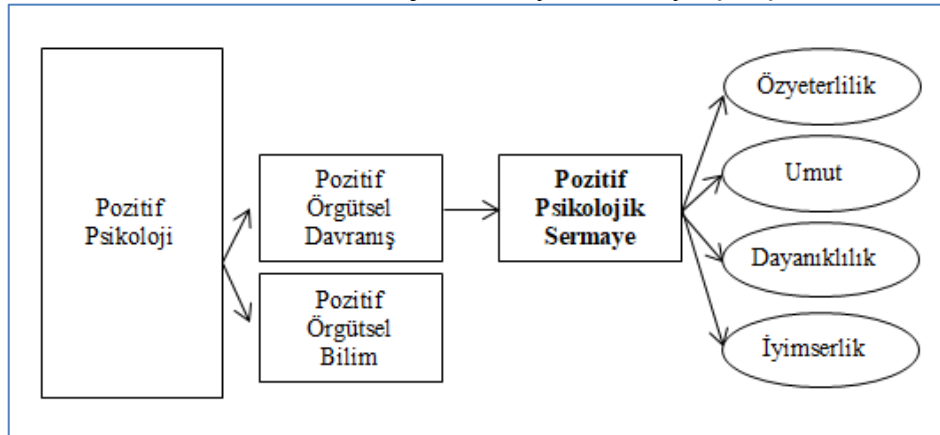 Pozitif
Psikoloji
Pozitif
Örgütsel
Davranış
Pozitif
Örgütsel
Bilim
Pozitif
Psikolojik
Sermaye
Özyeterlilik
Umut
Dayanıklılık
İyimserlik